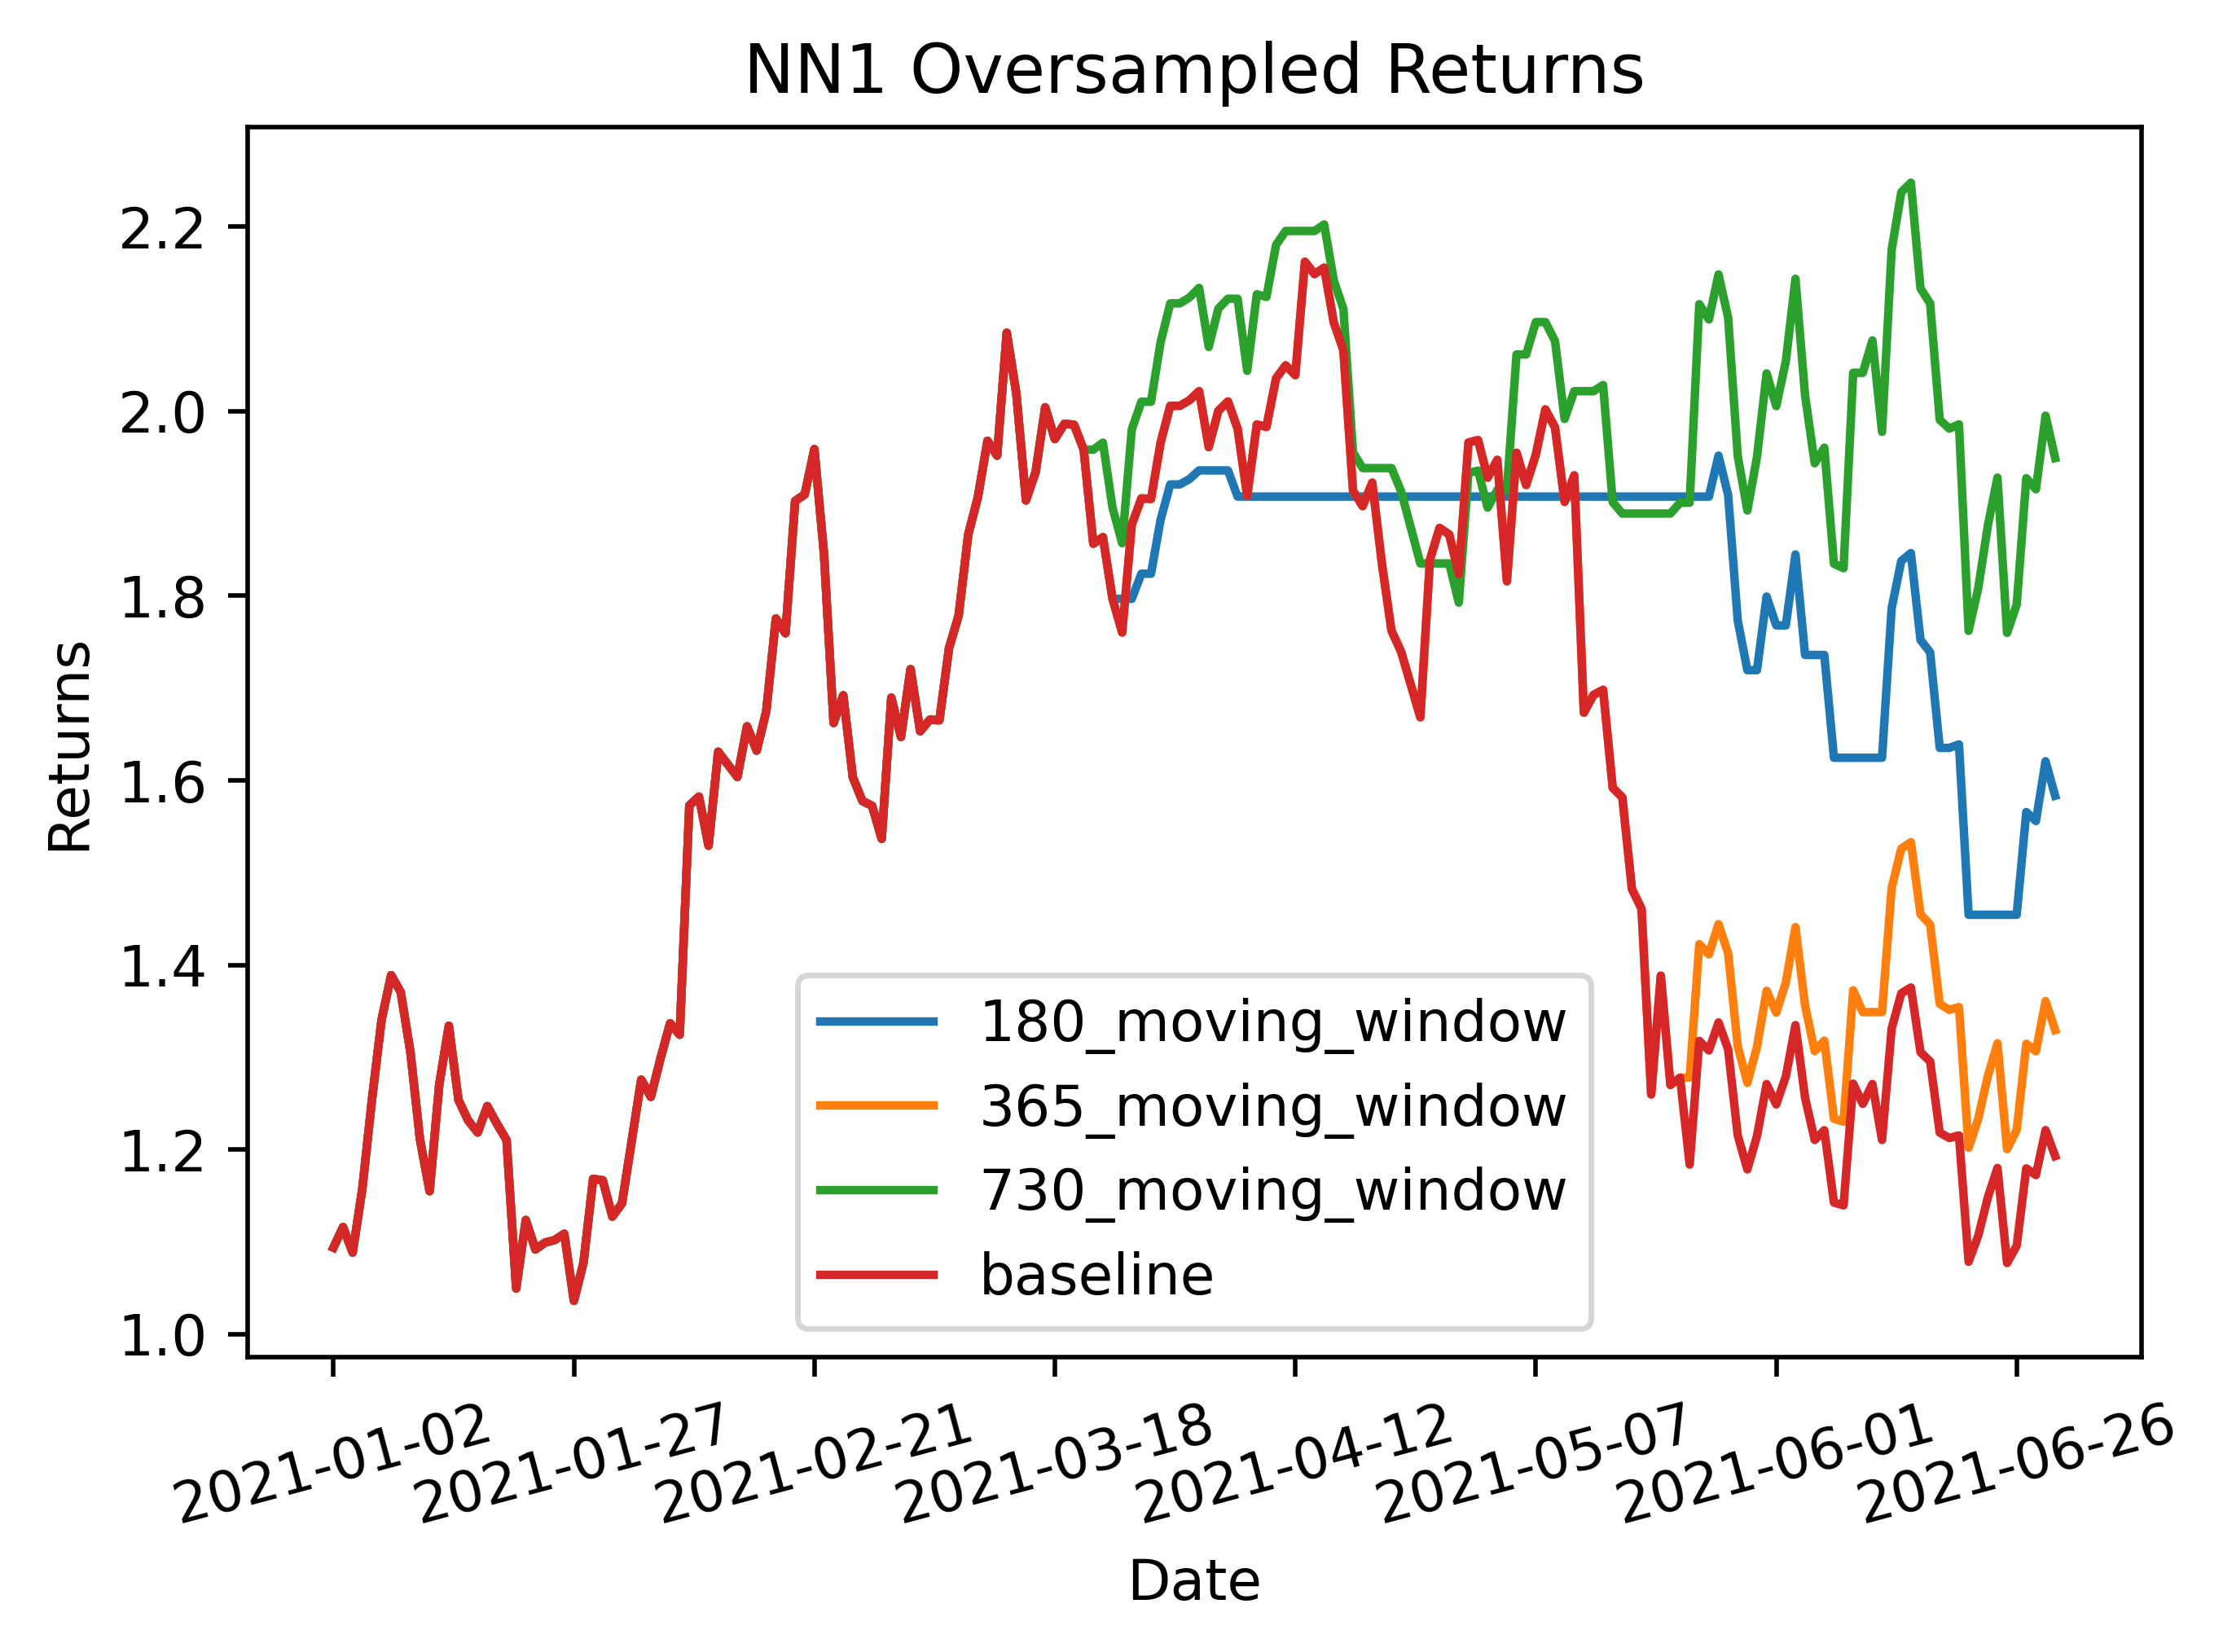 NN1 Oversampled Returns
Returns
2.2
2.0
1.8
1.6
1.4
1.2
1.0
180_moving_window
365_moving_window
730_moving_window
baseline
2021-01-02
2021-01-27
2021-02-21
2021-03-18
2021-04-12
2021-05-07
2021-06-01
2021-06-26
Date